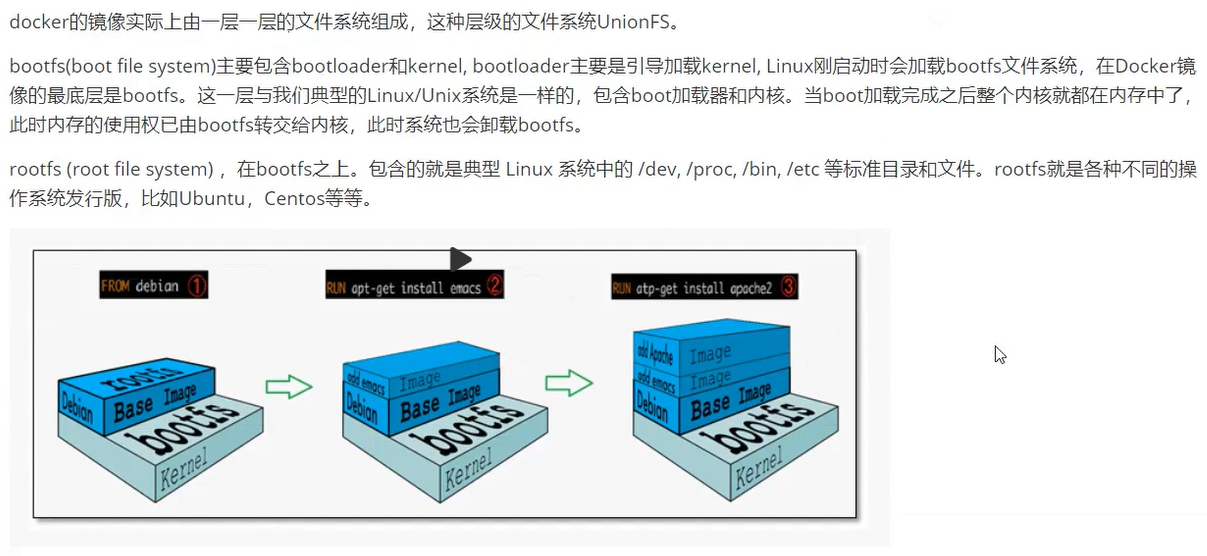 docker的镜像实际上由一层一层的文件系统组成，这种层级的文件系统UnionFS。
bootfs(boot file system)主要包含bootloader和kernel, bootloader主要是引导加载kernel, Linux刚启动时会加载bootfs文件系统，在Docker镜
像的最底层是bootfs。这一层与我们典型的Linux/Unix系统是一样的，包含boot加载器和内核。当boot加载完成之后整个内核就都在内存中了，
此时内存的使用权已由bootfs转交给内核，此时系统也会卸载bootfs。
rootfs (root file system) ，在bootfs之上。包含的就是典型 Linux 系统中的 /dev, /proc, /bin, /etc 等标准目录和文件。rootfs就是各种不同的操
作系统发行版，比如Ubuntu，Centos等等。
FROM debian ①
rootfs
Debian Base Image
bootfs
Kernel
RUN apt-get install emacs ②
add emacs Image
Debian Base Image
bootfs
Kernel
RUN atp-get install apache2 ③
add Apache Image
add emacs Image
Debian Base Image
bootfs
Kernel